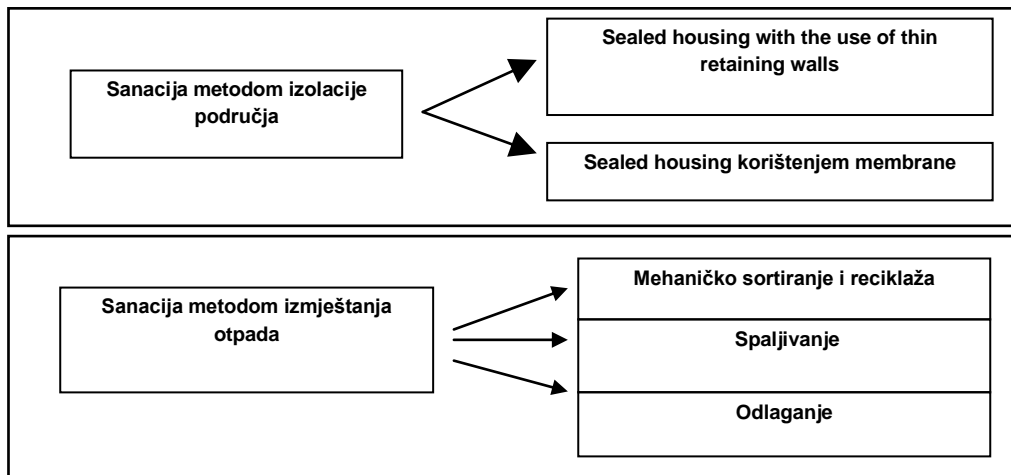 Sanacija metodom izolacije
područja
Sealed housing with the use of thin
retaining walls
Sealed housing korištenjem membrane
Sanacija metodom izmještanja
otpada
Mehaničko sortiranje i reciklaža
Spaljivanje
Odlaganje